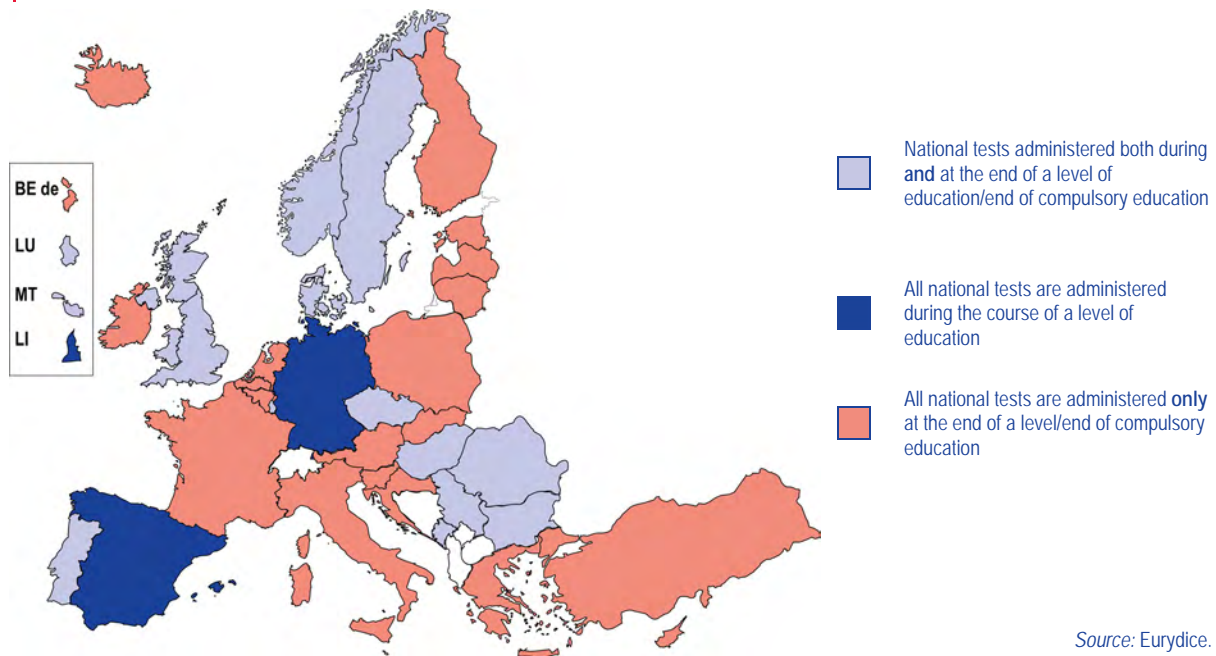 BE de
LU
MT
LI
National tests administered both during
and at the end of a level of
education/end of compulsory education
All national tests are administered
during the course of a level of
education
All national tests are administered only
at the end of a level/end of compulsory
education
Source: Eurydice.